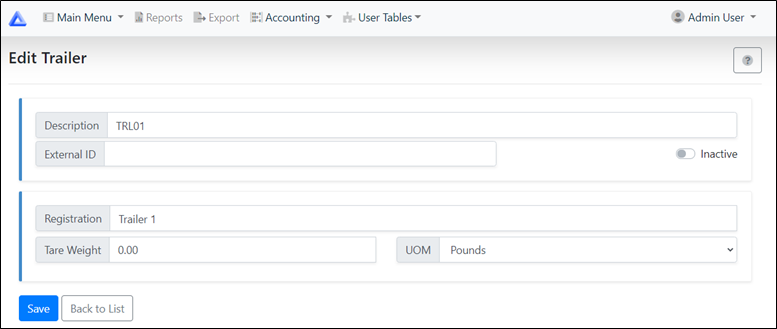 Main Menu Reports Export Accounting User Tables Admin User
Edit Trailer ?
Description TRL01
External ID Inactive
Registration Trailer 1
Tare Weight 0.00 UOM Pounds
Save Back to List